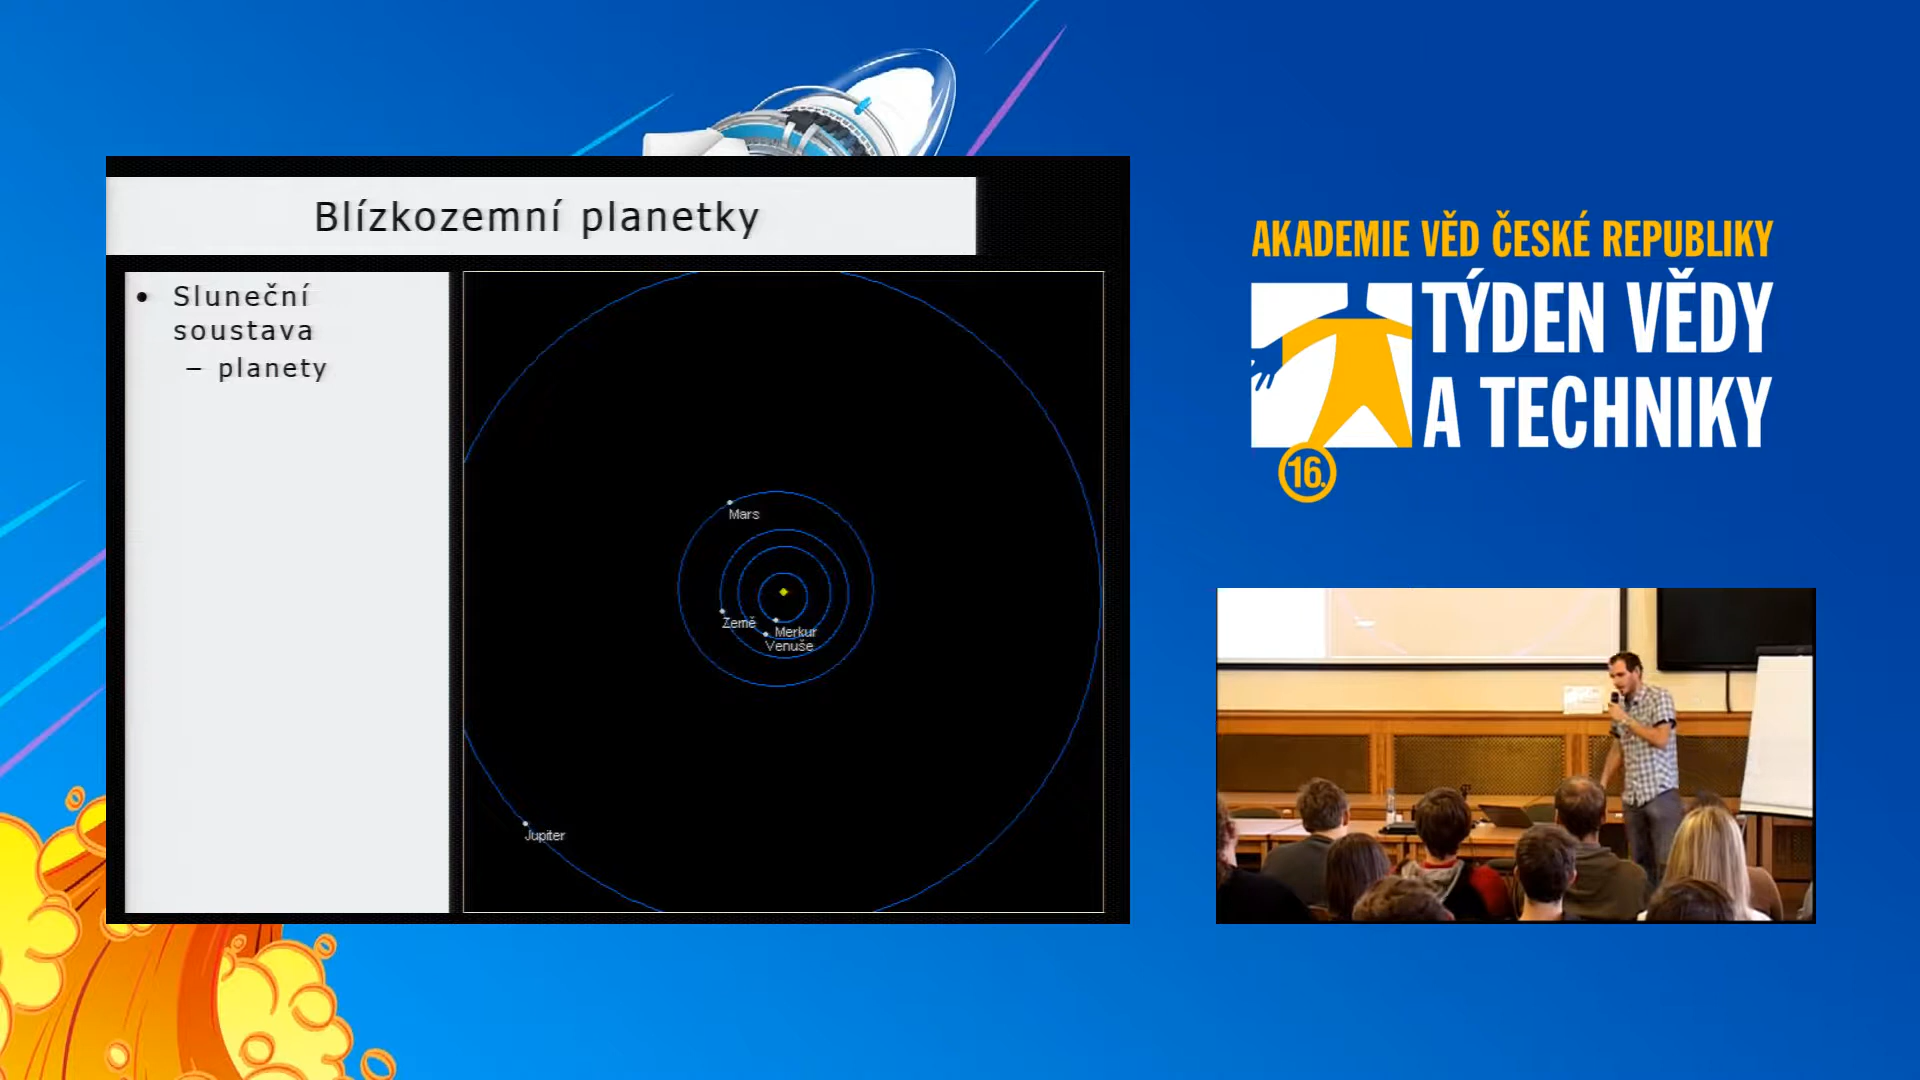 Blízkozemní planetky
• Sluneční
soustava
– planety
Mars
Země
Merkur
Venuše
Jupiter
AKADEMIE VĚD ČESKÉ REPUBLIKY
TÝDEN VĚDY
A TECHNIKY
16.